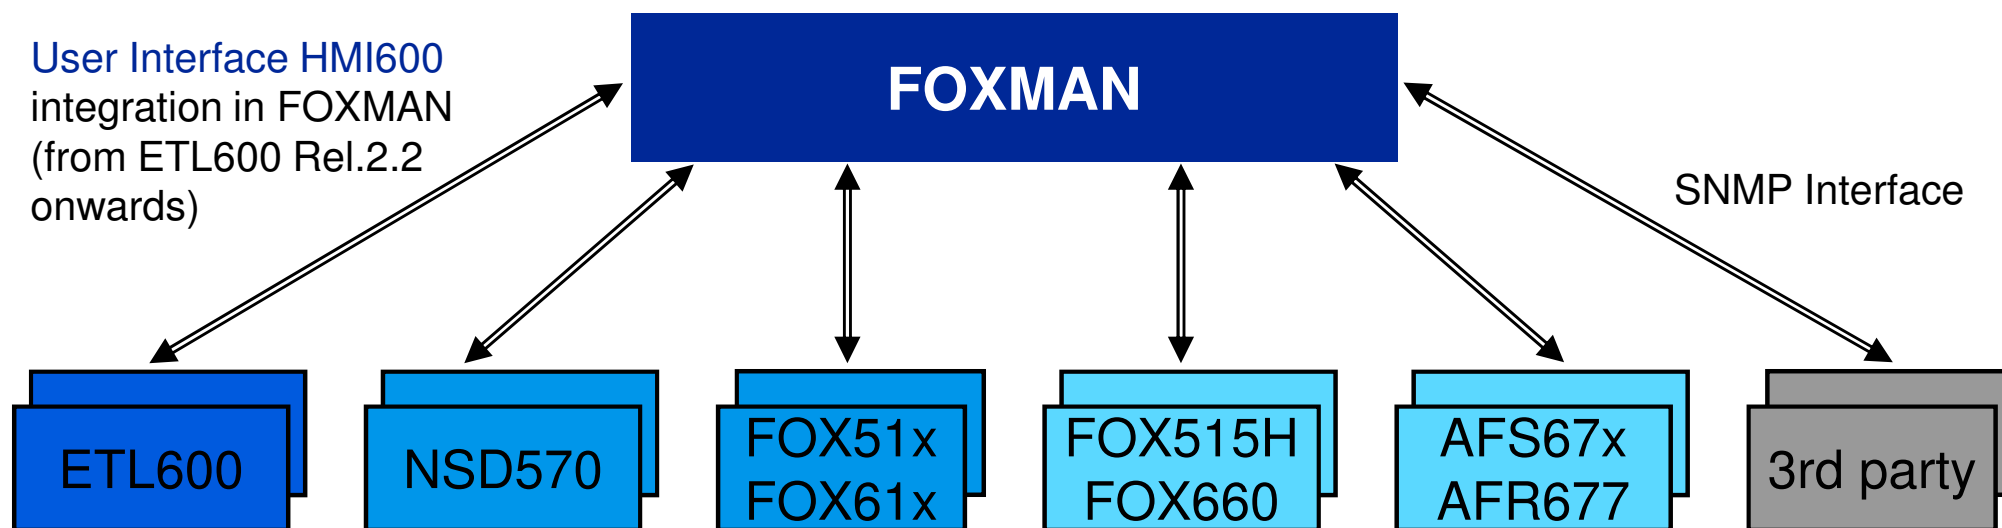 User Interface HMI600
integration in FOXMAN
(from ETL600 Rel.2.2
onwards)
FOXMAN
SNMP Interface
ETL600
NSD570
FOX51x
FOX61x
FOX515H
FOX660
AFS67x
AFR677
3rd party